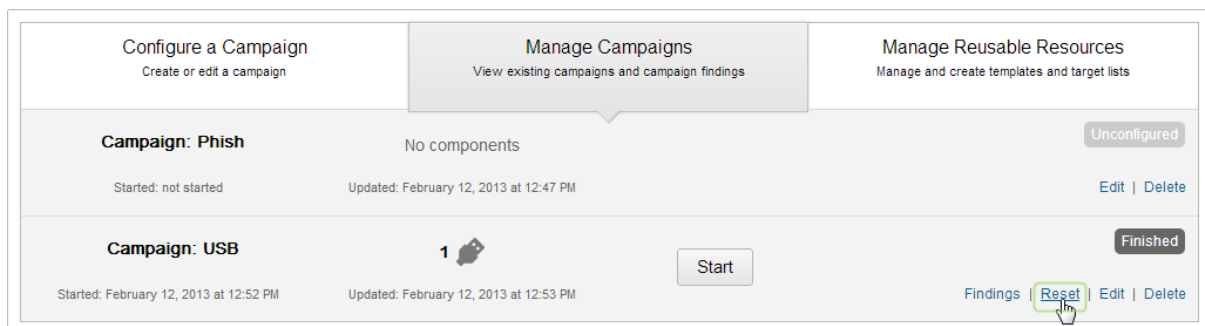 Configure a Campaign
Create or edit a campaign
Manage Campaigns
View existing campaigns and campaign findings
Manage Reusable Resources
Manage and create templates and target lists
Campaign: Phish
No components
Unconfigured
Started: not started
Updated: February 12, 2013 at 12:47 PM
Edit | Delete
Campaign: USB
1
Start
Finished
Started: February 12, 2013 at 12:52 PM
Updated: February 12, 2013 at 12:53 PM
Findings | Reset | Edit | Delete